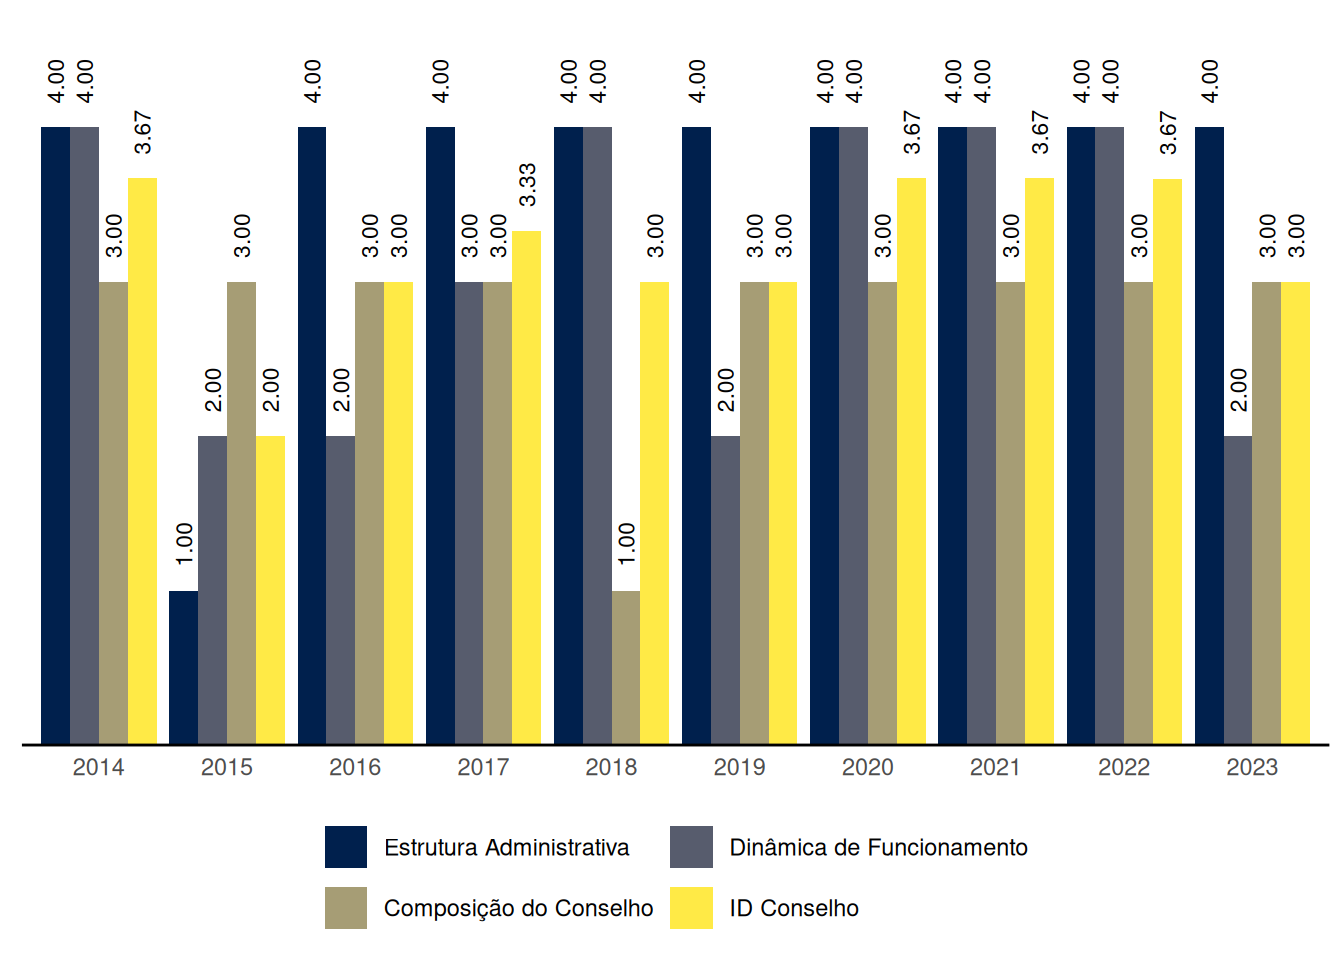 4.00 4.00 3.00 3.67
1.00 2.00 3.00 2.00
4.00 2.00 3.00 3.00
4.00 3.00 3.00 3.33
4.00 4.00 1.00 3.00
4.00 2.00 3.00 3.00
4.00 4.00 3.00 3.67
4.00 4.00 3.00 3.67
4.00 4.00 3.00 3.67
4.00 2.00 3.00 3.00
2014 2015 2016 2017 2018 2019 2020 2021 2022 2023
Estrutura Administrativa Dinâmica de Funcionamento
Composição do Conselho ID Conselho